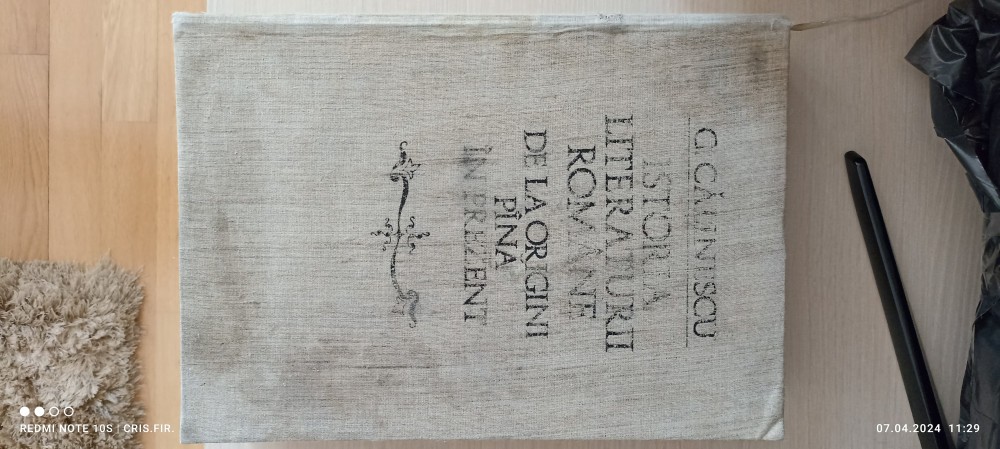 G. CĂLINESCU
ISTORIA
LITERATURII
ROMÂNE
DE LA ORIGINI
PÎNĂ
ÎN PREZENT
REDMI NOTE 10S | CRIS.FIR.
07.04.2024 11:29